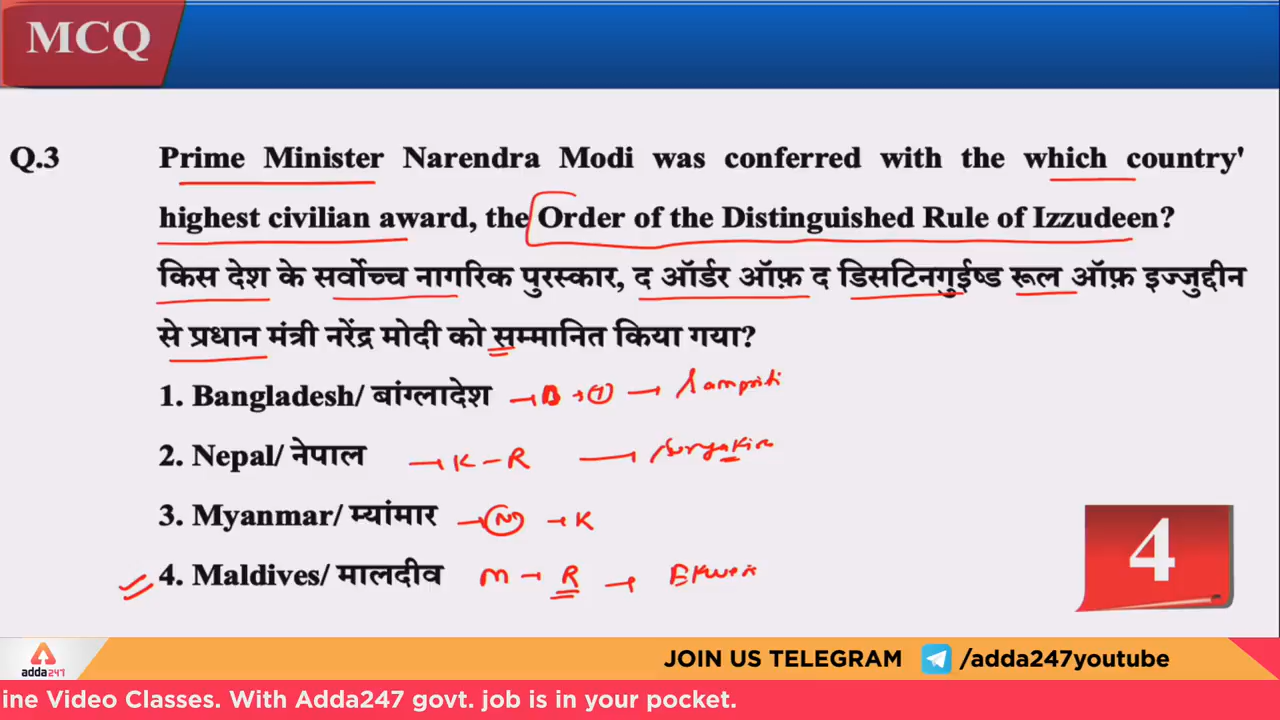 MCQ
Q.3 Prime Minister Narendra Modi was conferred with the which country'
highest civilian award, the Order of the Distinguished Rule of Izzudeen?
किस देश के सर्वोच्च नागरिक पुरस्कार, द ऑर्डर ऑफ़ द डिसटिनगुईष्ड रूल ऑफ़ इज्जुद्दीन
से प्रधान मंत्री नरेंद्र मोदी को सम्मानित किया गया?
1. Bangladesh/ बांग्लादेश → → → Sampriti
2. Nepal/ नेपाल → K - R →
3. Myanmar/ म्यांमार → → K
4. Maldives/ मालदीव M → R →
4
adda247
JOIN US TELEGRAM /adda247youtube
ine Video Classes. With Adda247 govt. job is in your pocket.